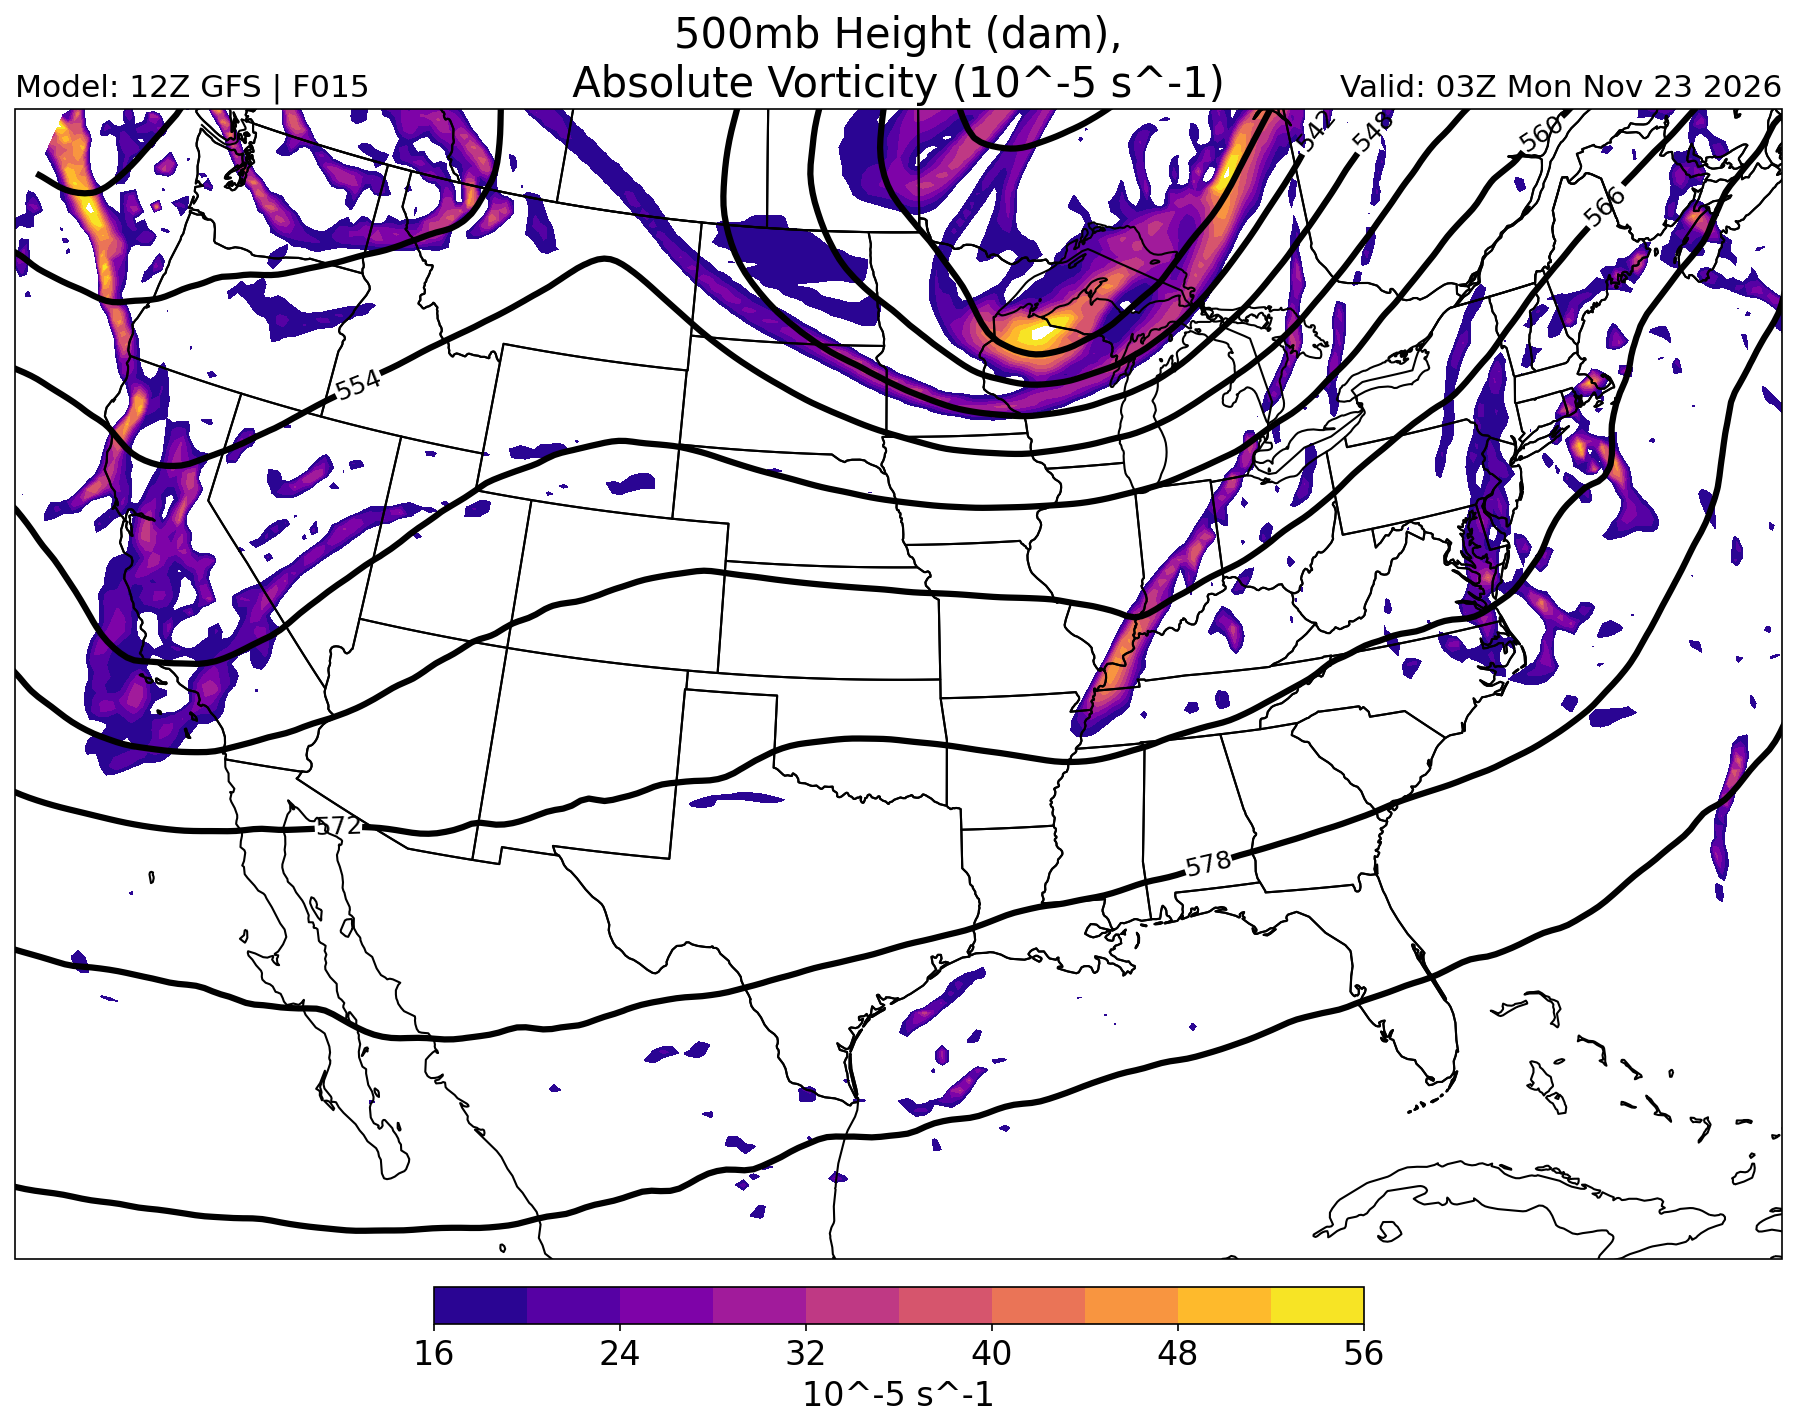 500mb Height (dam),
Absolute Vorticity (10^-5 s^-1)
Model: 12Z GFS | F015
Valid: 03Z Mon Nov 23 2026
542
548
560
566
554
572
578
16 24 32 40 48 56
10^-5 s^-1